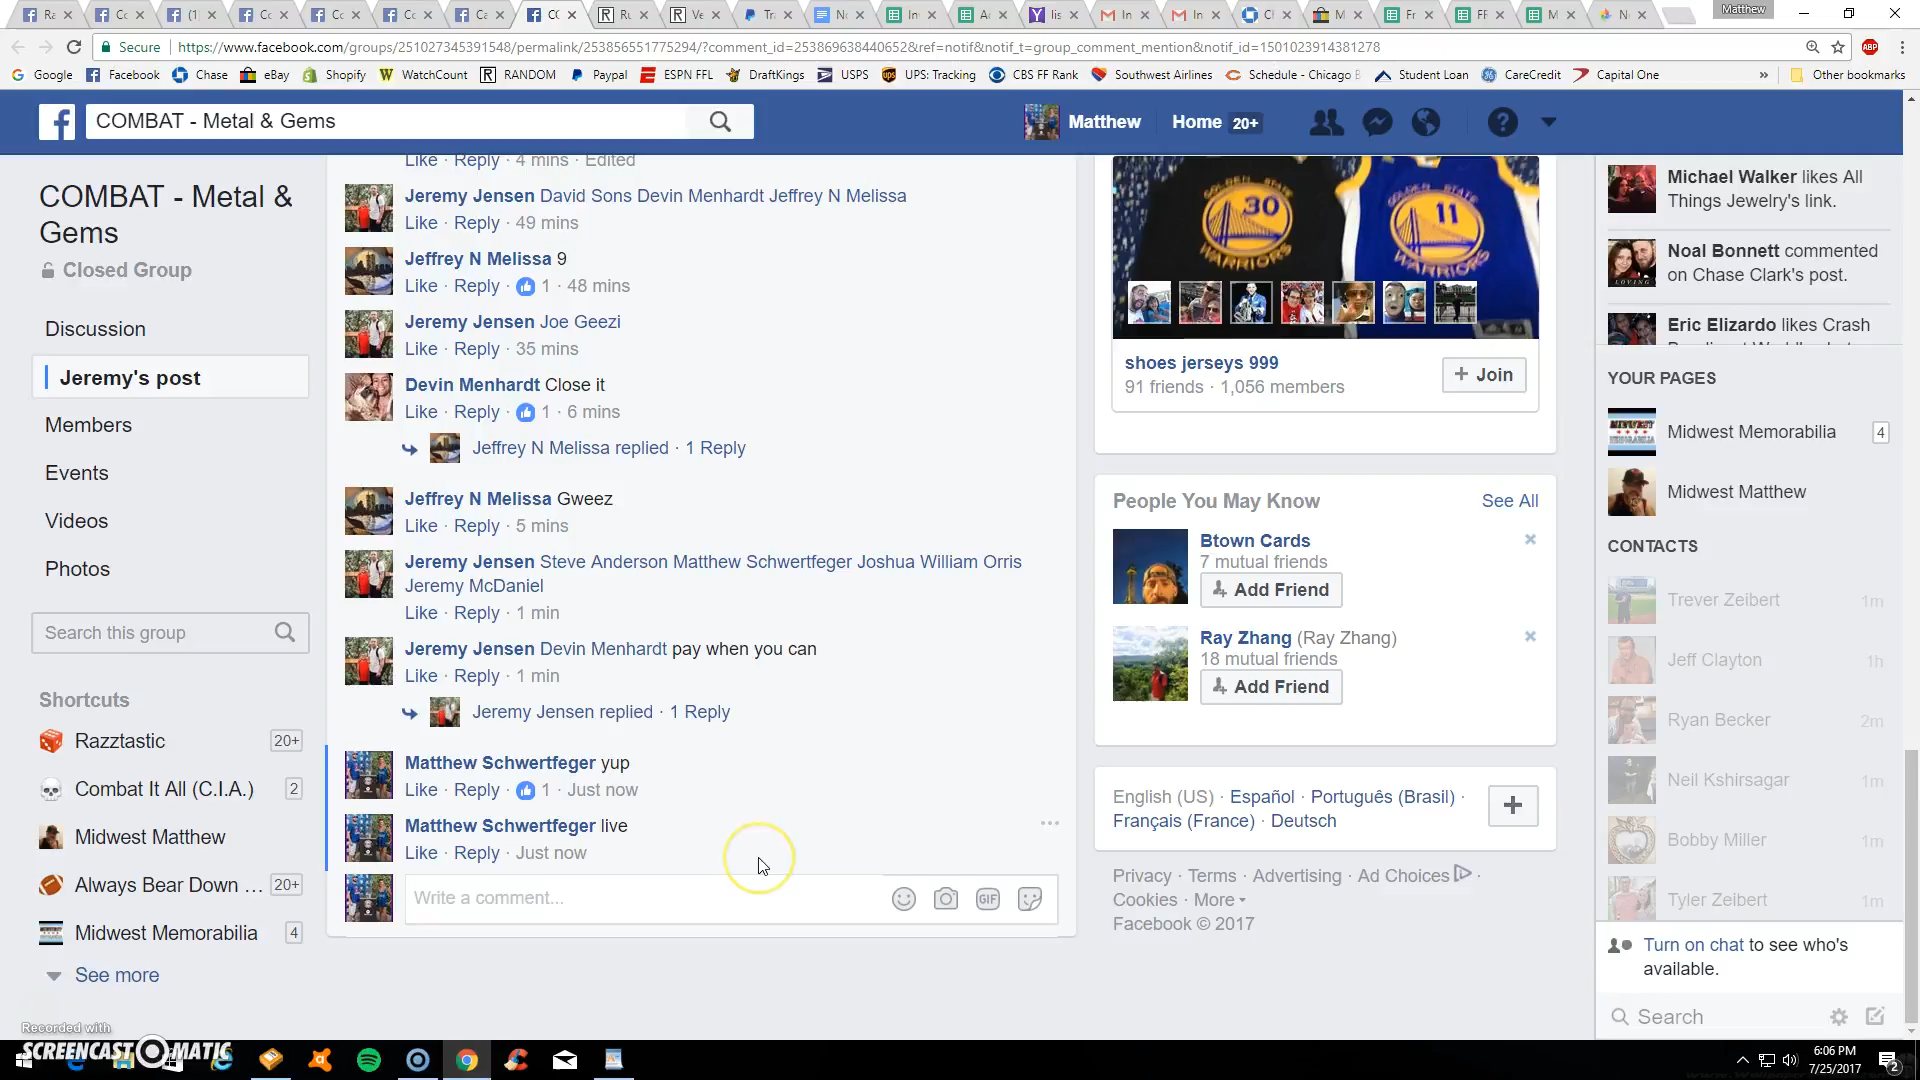 Matthew
Secure
https://www.facebook.com/groups/251027345391548/permalink/253856551775294/?comment_id=253869638440652&ref=notif&notif_t=group_comment_mention&notif_id=1501023914381278
Google Facebook Chase eBay Shopify WatchCount RANDOM Paypal ESPN FFL DraftKings USPS UPS: Tracking CBS FF Rank Southwest Airlines Schedule - Chicago Student Loan CareCredit Capital One » Other bookmarks
COMBAT - Metal & Gems
Matthew Home 20+
COMBAT - Metal &
Gems
Closed Group
Discussion
Jeremy's post
Members
Events
Videos
Photos
Search this group
Shortcuts
Razztastic 20+
Combat It All (C.I.A.) 2
Midwest Matthew
Always Bear Down ... 20+
Midwest Memorabilia 4
See more
Like · Reply · 4 mins · Edited
Jeremy Jensen David Sons Devin Menhardt Jeffrey N Melissa
Like · Reply · 49 mins
Jeffrey N Melissa 9
Like · Reply · 1 · 48 mins
Jeremy Jensen Joe Geezi
Like · Reply · 35 mins
Devin Menhardt Close it
Like · Reply · 1 · 6 mins
Jeffrey N Melissa replied · 1 Reply
Jeffrey N Melissa Gweez
Like · Reply · 5 mins
Jeremy Jensen Steve Anderson Matthew Schwertfeger Joshua William Orris
Jeremy McDaniel
Like · Reply · 1 min
Jeremy Jensen Devin Menhardt pay when you can
Like · Reply · 1 min
Jeremy Jensen replied · 1 Reply
Matthew Schwertfeger yup
Like · Reply · 1 · Just now
Matthew Schwertfeger live
Like · Reply · Just now
Write a comment...
GIF
GOLDEN STATE
30
WARRIORS
GOLDEN STATE
11
WARRIORS
shoes jerseys 999
91 friends · 1,056 members
+ Join
People You May Know See All
Btown Cards
7 mutual friends
Add Friend
Ray Zhang (Ray Zhang)
18 mutual friends
Add Friend
English (US) · Español · Português (Brasil) ·
Français (France) · Deutsch
Privacy · Terms · Advertising · Ad Choices ·
Cookies · More
Facebook © 2017
Michael Walker likes All
Things Jewelry's link.
Noal Bonnett commented
on Chase Clark's post.
Eric Elizardo likes Crash
YOUR PAGES
Midwest Memorabilia 4
Midwest Matthew
CONTACTS
Trever Zeibert 1m
Jeff Clayton 1h
Ryan Becker 2m
Neil Kshirsagar 1m
Bobby Miller 1m
Tyler Zeibert 1m
Turn on chat to see who's
available.
Search
Recorded with
SCREENCAST MATIC
6:06 PM
7/25/2017
2